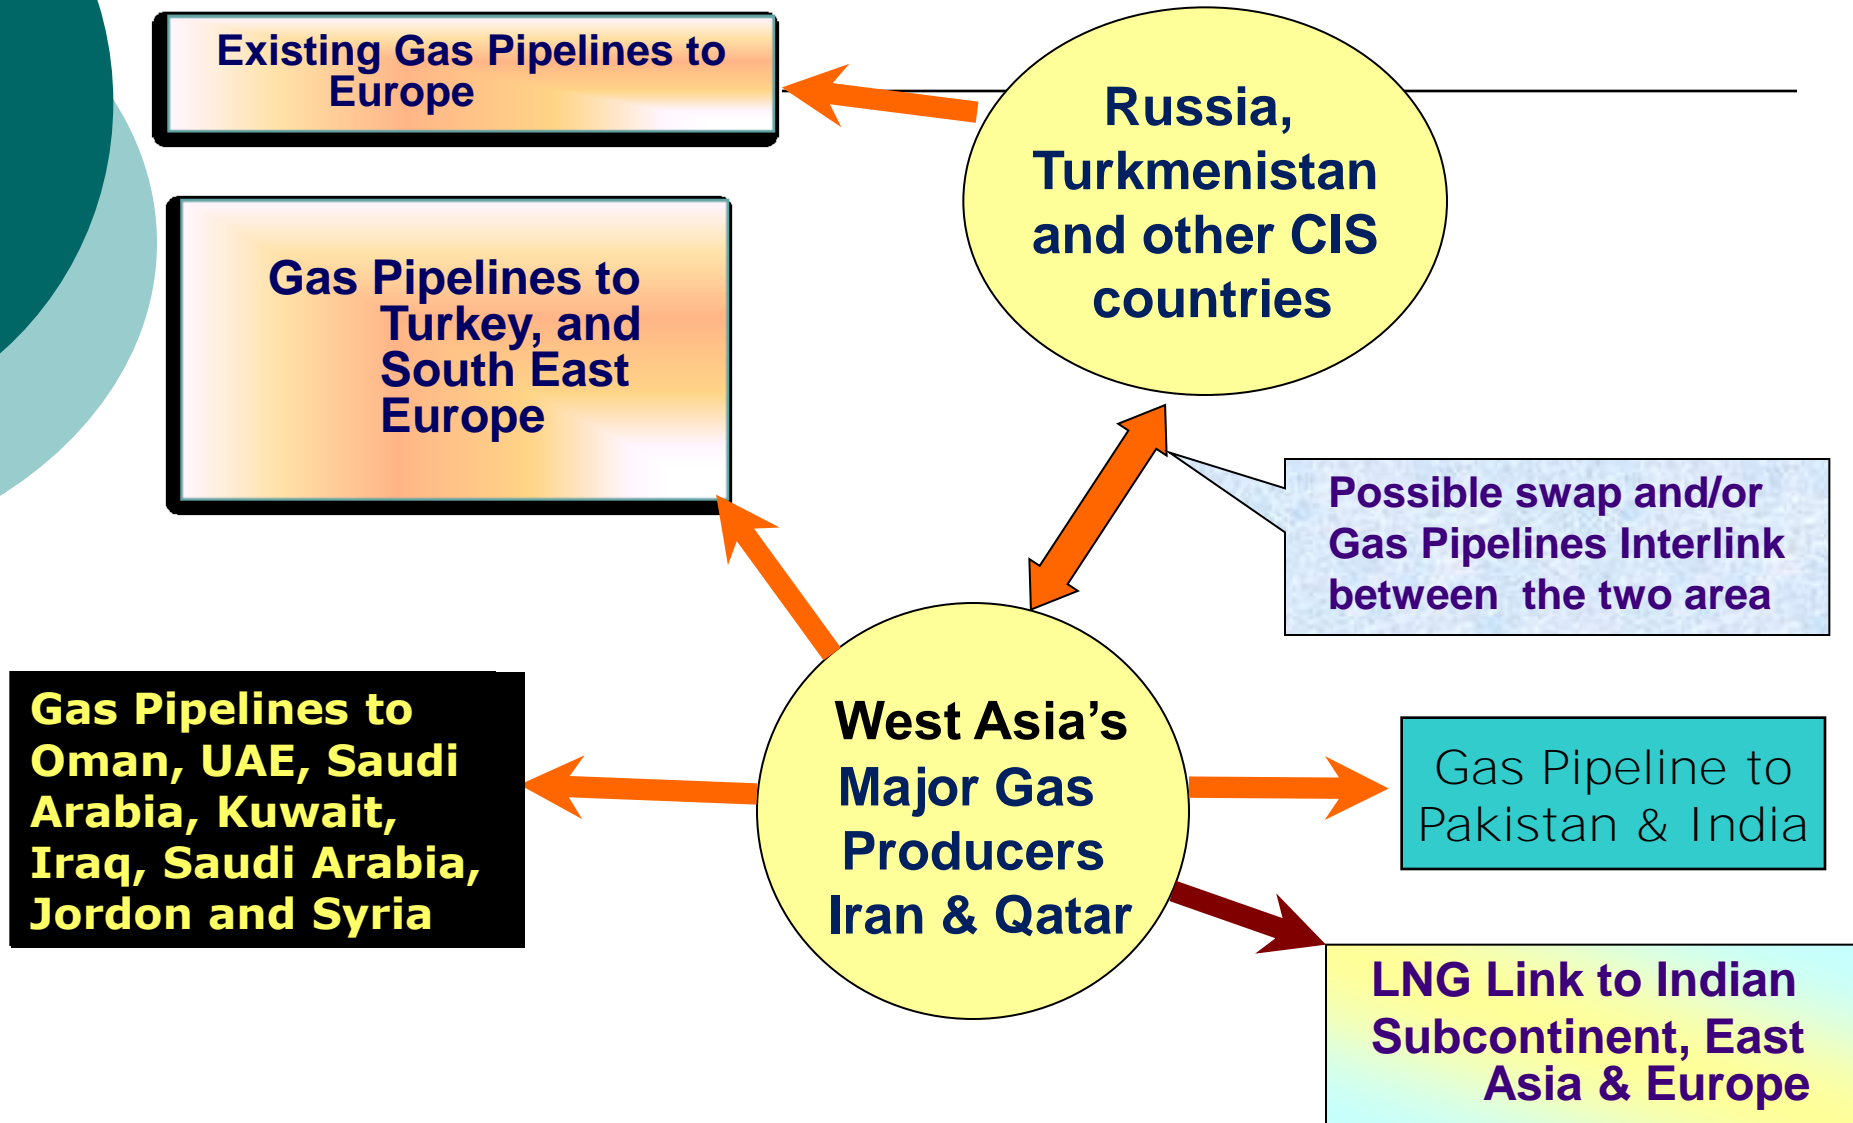 Existing Gas Pipelines to
Europe
Russia,
Turkmenistan
and other CIS
countries
Gas Pipelines to
Turkey, and
South East
Europe
Possible swap and/or
Gas Pipelines Interlink
between the two area
Gas Pipelines to
Oman, UAE, Saudi
Arabia, Kuwait,
Iraq, Saudi Arabia,
Jordon and Syria
West Asia’s
Major Gas
Producers
Iran & Qatar
Gas Pipeline to
Pakistan & India
LNG Link to Indian
Subcontinent, East
Asia & Europe